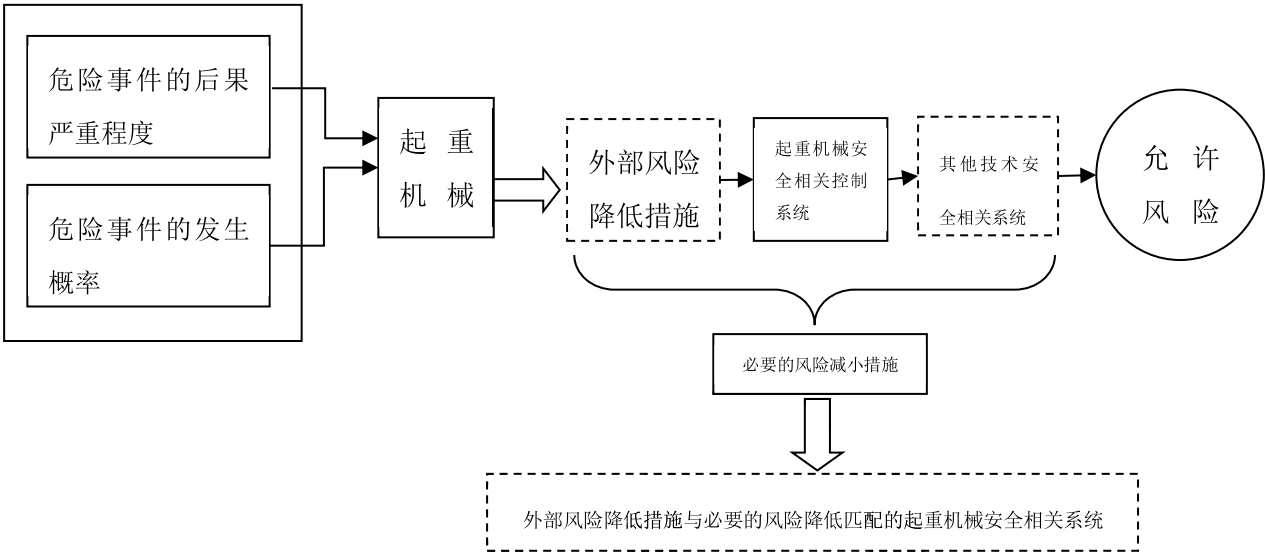 危险事件的后果
严重程度
危险事件的发生
概率
起 重
机 械
外部风险
降低措施
起重机械安
全相关控制
系统
其他技术安
全相关系统
允 许
风 险
必要的风险减小措施
外部风险降低措施与必要的风险降低匹配的起重机械安全相关系统